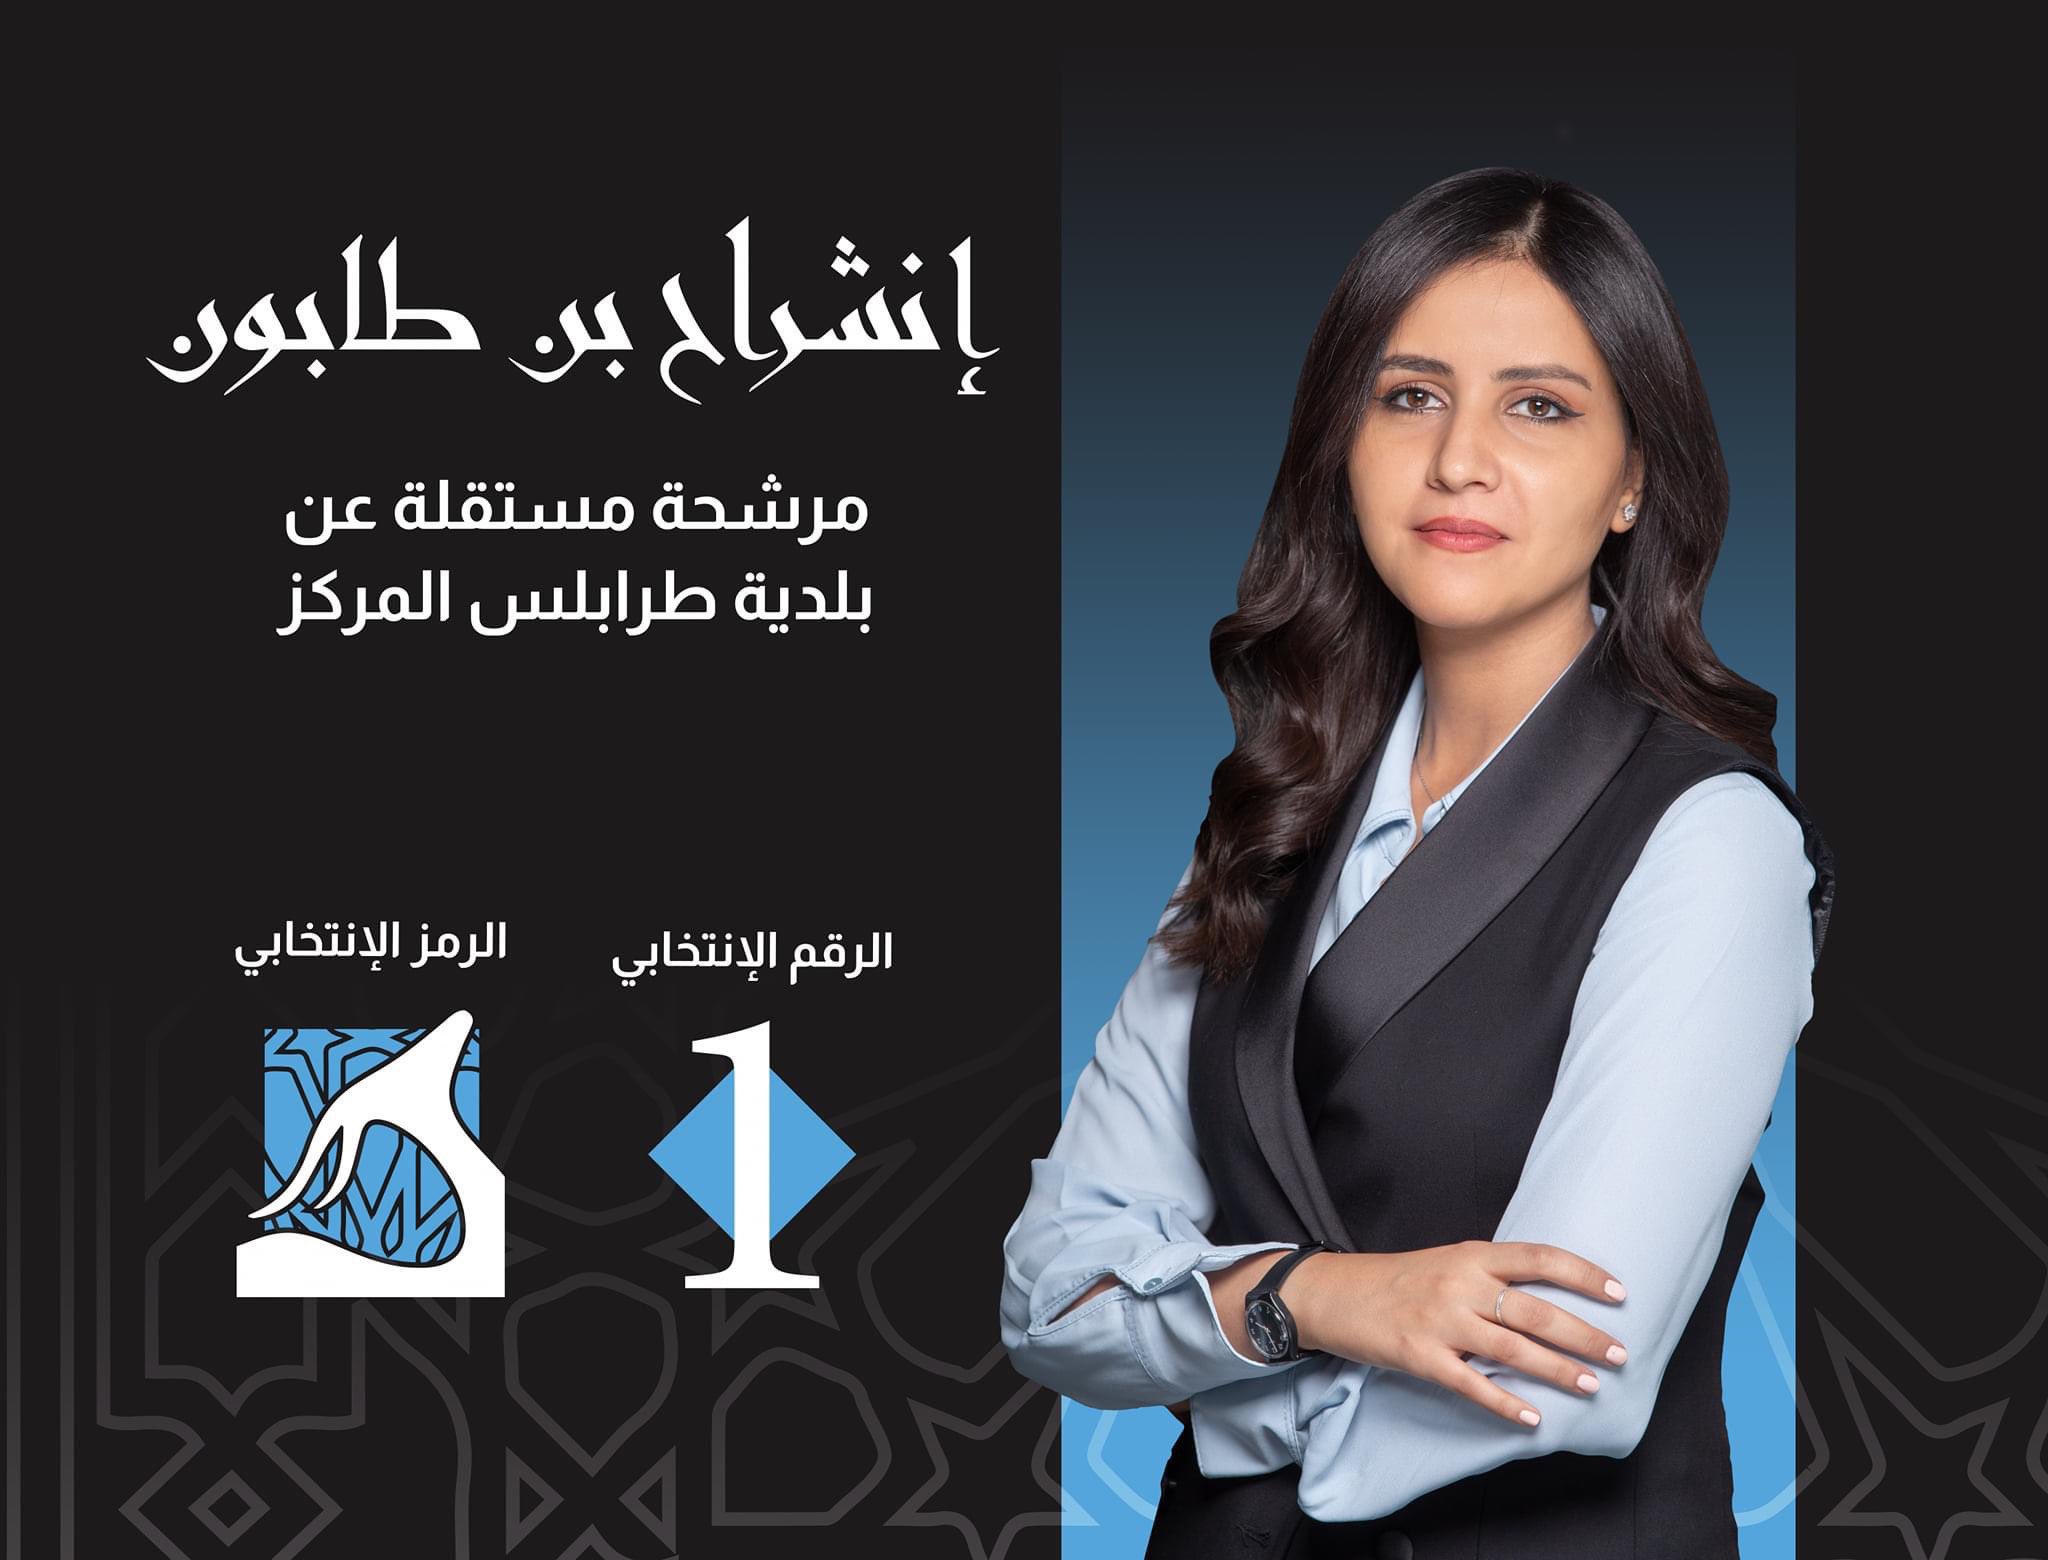 إنشراح بن طابون
مرشحة مستقلة عن
بلدية طرابلس المركز
الرقم الإنتخابي
1
الرمز الإنتخابي